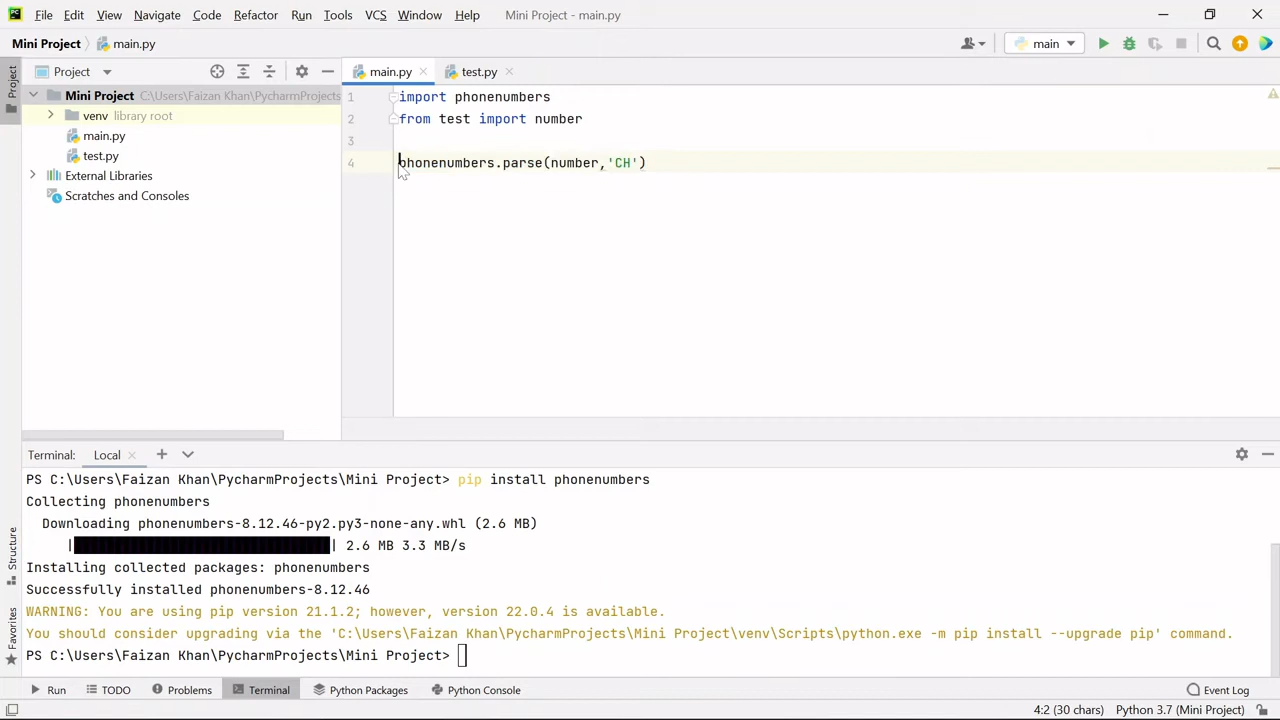 PC File Edit View Navigate Code Refactor Run Tools VCS Window Help Mini Project - main.py
Mini Project main.py main
Project Project main.py test.py
Mini Project C:\Users\Faizan Khan\PycharmProjects
venv library root
main.py
test.py
External Libraries
Scratches and Consoles
1 import phonenumbers
2 from test import number
3
4 phonenumbers.parse(number,'CH')
Terminal: Local
PS C:\Users\Faizan Khan\PycharmProjects\Mini Project> pip install phonenumbers
Collecting phonenumbers
Downloading phonenumbers-8.12.46-py2.py3-none-any.whl (2.6 MB)
| | 2.6 MB 3.3 MB/s
Installing collected packages: phonenumbers
Successfully installed phonenumbers-8.12.46
WARNING: You are using pip version 21.1.2; however, version 22.0.4 is available.
You should consider upgrading via the 'C:\Users\Faizan Khan\PycharmProjects\Mini Project\venv\Scripts\python.exe -m pip install --upgrade pip' command.
PS C:\Users\Faizan Khan\PycharmProjects\Mini Project>
Structure
Favorites
Run TODO Problems Terminal Python Packages Python Console Event Log
4:2 (30 chars) Python 3.7 (Mini Project)